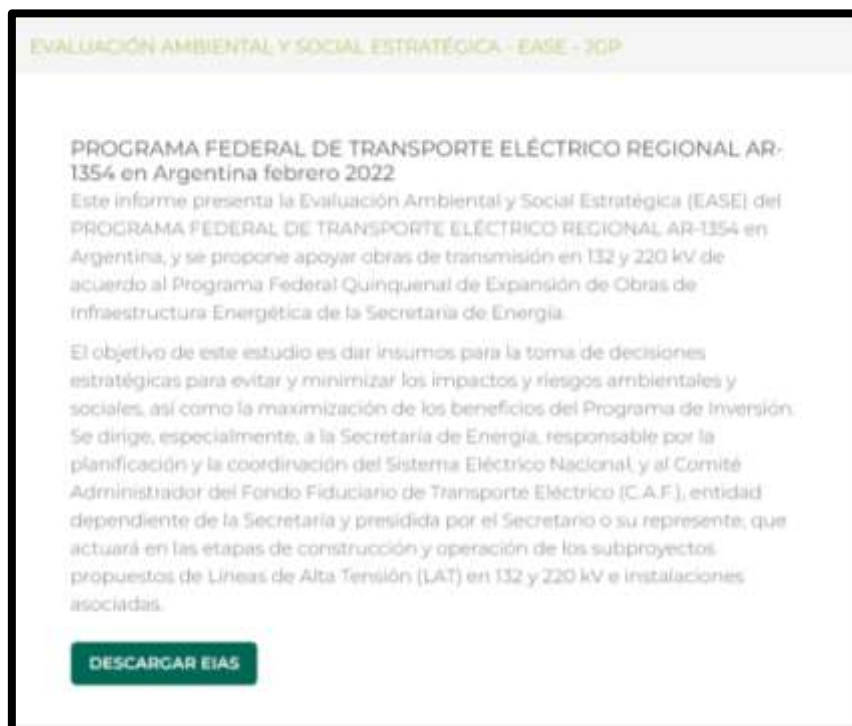 EVALUACIÓN AMBIENTAL Y SOCIAL ESTRATÉGICA - EASE - JGP
PROGRAMA FEDERAL DE TRANSPORTE ELÉCTRICO REGIONAL AR-
1354 en Argentina febrero 2022
Este informe presenta la Evaluación Ambiental y Social Estratégica (EASE) del
PROGRAMA FEDERAL DE TRANSPORTE ELÉCTRICO REGIONAL AR-1354 en
Argentina, y se propone apoyar obras de transmisión en 132 y 220 kV de
acuerdo al Programa Federal Quinquenal de Expansión de Obras de
Infraestructura Energética de la Secretaría de Energía.
El objetivo de este estudio es dar insumos para la toma de decisiones
estratégicas para evitar y minimizar los impactos y riesgos ambientales y
sociales, así como la maximización de los beneficios del Programa de Inversión.
Se dirige, especialmente, a la Secretaría de Energía, responsable por la
planificación y la coordinación del Sistema Eléctrico Nacional, y al Comité
Administrador del Fondo Fiduciario de Transporte Eléctrico (C.A.F.), entidad
dependiente de la Secretaría y presidida por el Secretario o su represente, que
actuará en las etapas de construcción y operación de los subproyectos
propuestos de Líneas de Alta Tensión (LAT) en 132 y 220 kV e instalaciones
asociadas.
DESCARGAR EIAS